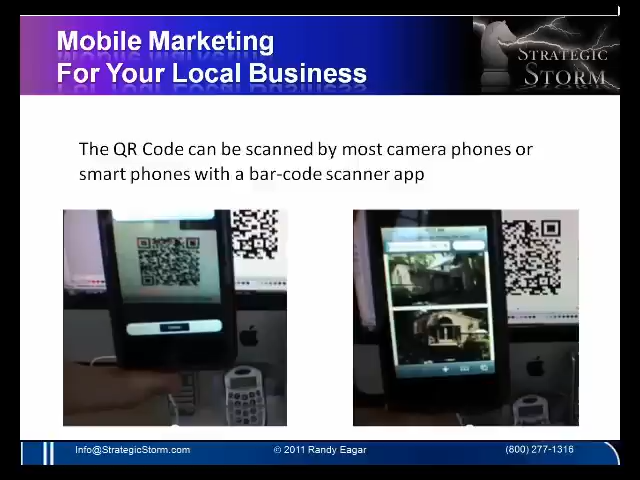 Mobile Marketing
For Your Local Business
STRATEGIC
STORM
The QR Code can be scanned by most camera phones or
smart phones with a bar-code scanner app
Info@StrategicStorm.com
© 2011 Randy Eagar
(800) 277-1316